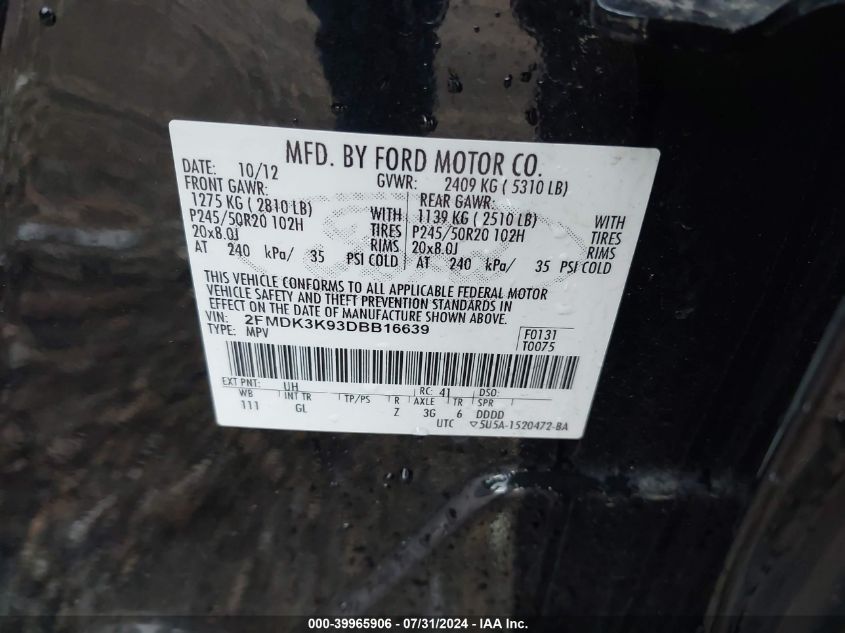 MFD. BY FORD MOTOR CO.
DATE: 10/12 GVWR: 2409 KG ( 5310 LB)
FRONT GAWR: REAR GAWR:
1275 KG ( 2810 LB) WITH 1139 KG ( 2510 LB) WITH
P245/50R20 102H TIRES P245/50R20 102H TIRES
20x8.0J RIMS 20x8.0J RIMS
AT 240 kPa/ 35 PSI COLD AT 240 kPa/ 35 PSI COLD
THIS VEHICLE CONFORMS TO ALL APPLICABLE FEDERAL MOTOR
VEHICLE SAFETY AND THEFT PREVENTION STANDARDS IN
EFFECT ON THE DATE OF MANUFACTURE SHOWN ABOVE.
VIN: 2FMDK3K93DBB16639
TYPE: MPV
F0131
T0075
EXT PNT: UH RC: 41 DSO:
WB INT TR TP/PS R AXLE TR SPR
111 GL Z 3G 6 DDDD
UTC ▽5U5A-1520472-BA
000-39965906 / 07/31/2024 - IAA Inc.